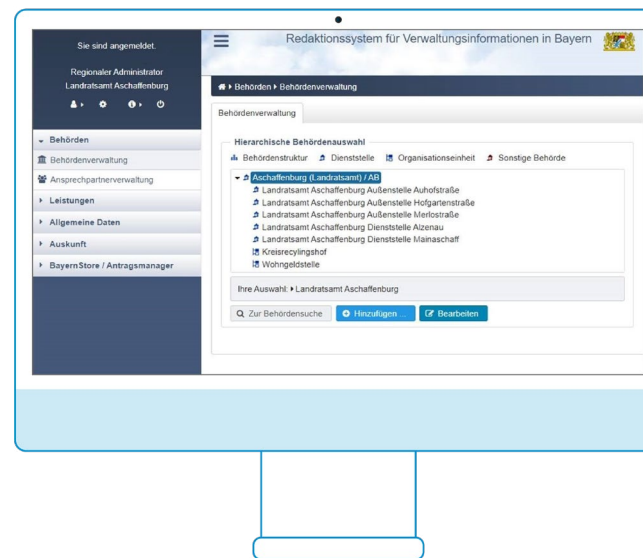 Sie sind angemeldet.
Regionaler Administrator
Landratsamt Aschaffenburg
Behörden
Behördenverwaltung
Ansprechpartnerverwaltung
Leistungen
Allgemeine Daten
Auskunft
BayernStore / Antragsmanager
Redaktionssystem für Verwaltungsinformationen in Bayern
Behörden Behördenverwaltung
Behördenverwaltung
Hierarchische Behördenauswahl
Behördenstruktur Dienststelle Organisationseinheit Sonstige Behörde
Aschaffenburg (Landratsamt) / AB
Landratsamt Aschaffenburg Außenstelle Auhofstraße
Landratsamt Aschaffenburg Außenstelle Hofgartenstraße
Landratsamt Aschaffenburg Außenstelle Merlostraße
Landratsamt Aschaffenburg Dienststelle Alzenau
Landratsamt Aschaffenburg Dienststelle Mainaschaff
Kreisrecylingshof
Wohngeldstelle
Ihre Auswahl: Landratsamt Aschaffenburg
Zur Behördensuche Hinzufügen ... Bearbeiten